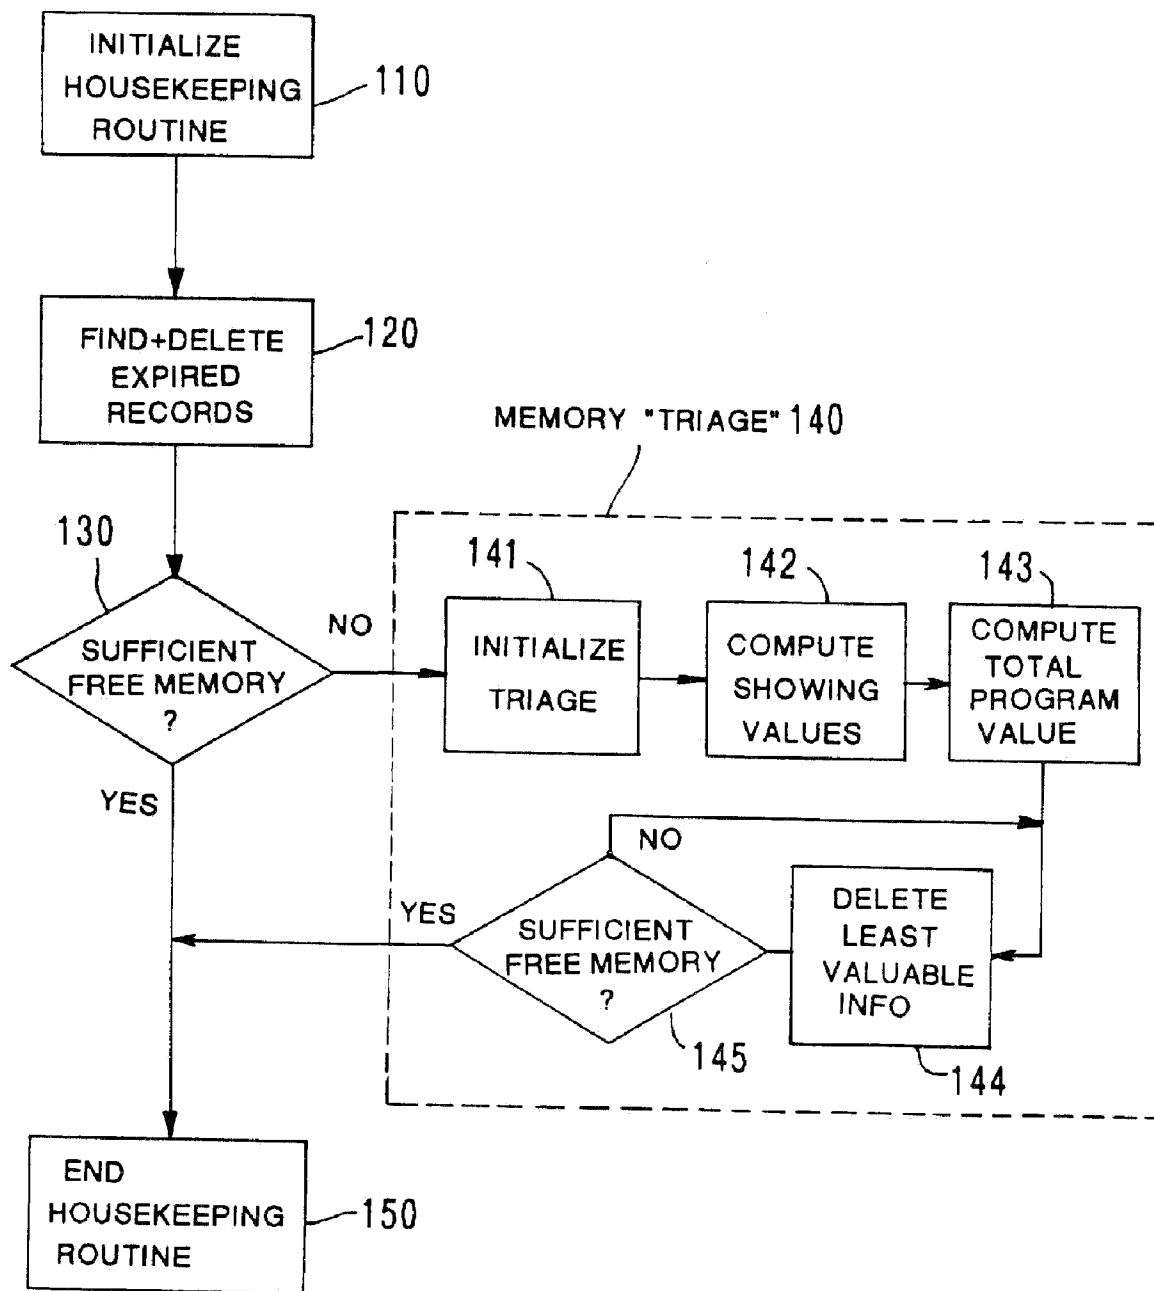 INITIALIZE
HOUSEKEEPING
ROUTINE
110
FIND+DELETE
EXPIRED
RECORDS
120
MEMORY "TRIAGE" 140
130
SUFFICIENT
FREE MEMORY
?
NO
YES
141
INITIALIZE
TRIAGE
142
COMPUTE
SHOWING
VALUES
143
COMPUTE
TOTAL
PROGRAM
VALUE
NO
YES
SUFFICIENT
FREE MEMORY
?
145
DELETE
LEAST
VALUABLE
INFO
144
END
HOUSEKEEPING
ROUTINE
150